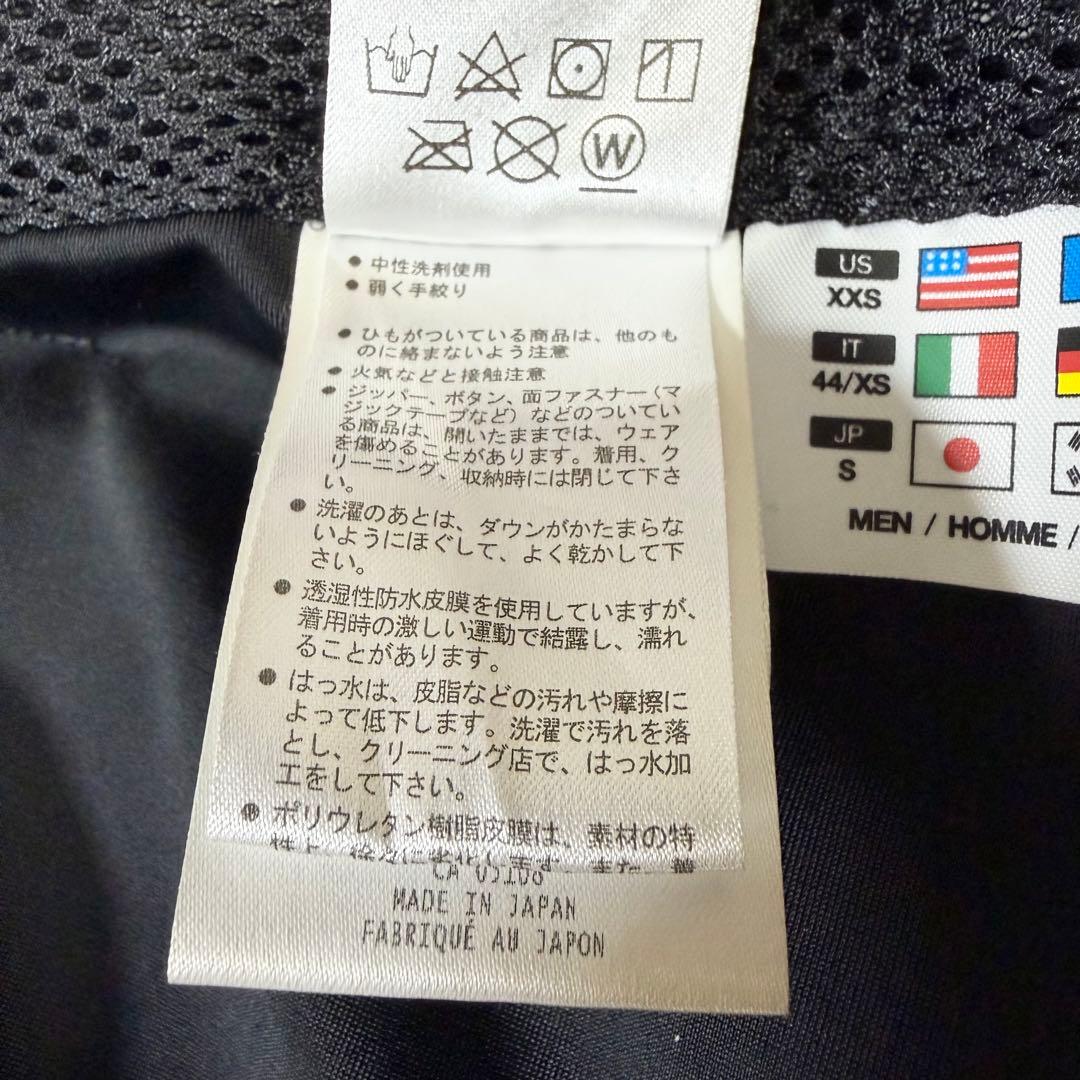 W
• 中性洗剤使用
• 弱く手絞り
• ひもがついている商品は、他のも
のに絡まないよう注意
• 火気などと接触注意
• ジッパー、ボタン、面ファスナー(マ
ジックテープなど)などのついてい
る商品は、開いたままでは、ウェア
を傷めることがあります。着用、ク
リーニング、収納時には閉じて下さ
い。
• 洗濯のあとは、ダウンがかたまらな
いようにほぐして、よく乾かして下
さい。
• 透湿性防水皮膜を使用していますが、
着用時の激しい運動で結露し、濡れ
ることがあります。
• はっ水は、皮脂などの汚れや摩擦に
よって低下します。洗濯で汚れを落
とし、クリーニング店で、はっ水加
工をして下さい。
• ポリウレタン樹脂皮膜は、素材の特
MADE IN JAPAN
FABRIQUÉ AU JAPON
US
XXS
IT
44/XS
JP
S
MEN / HOMME /